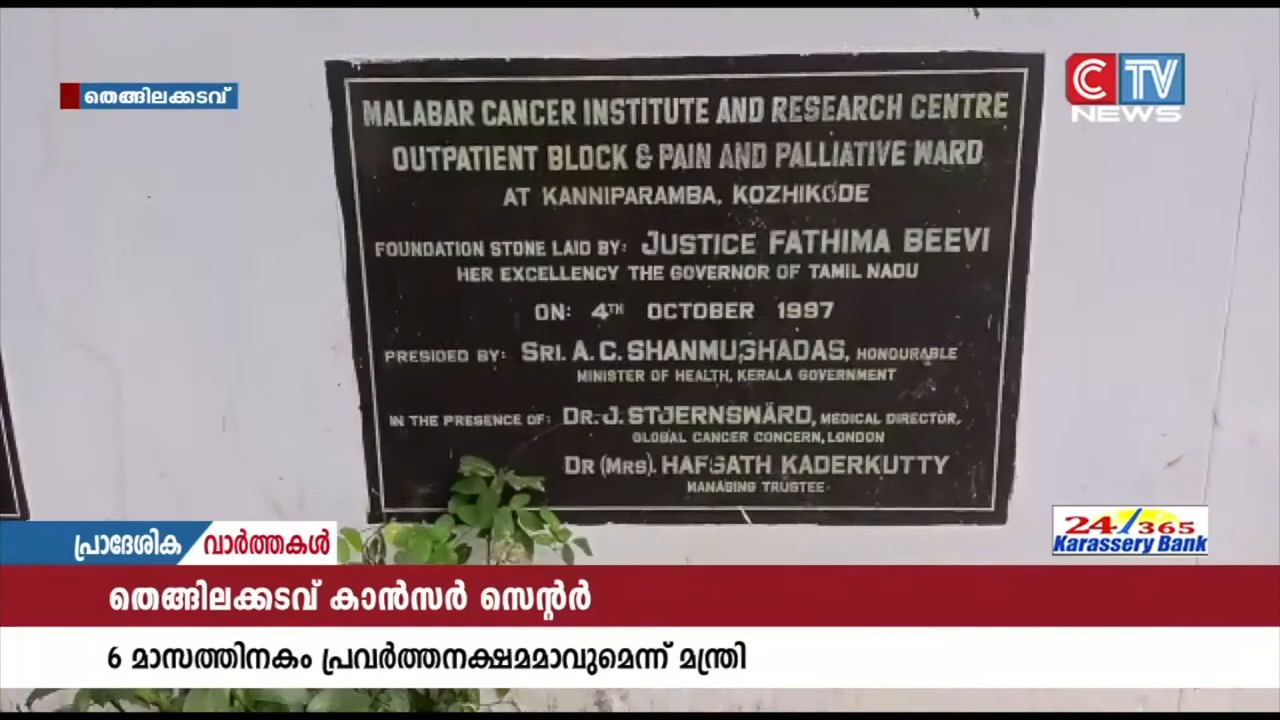 തെങ്ങിലക്കടവ്
CTV
NEWS
MALABAR CANCER INSTITUTE AND RESEARCH CENTRE
OUTPATIENT BLOCK & PAIN AND PALLIATIVE WARD
AT KANNIPARAMBA, KOZHIKODE
FOUNDATION STONE LAID BY: JUSTICE FATHIMA BEEVI
HER EXCELLENCY THE GOVERNOR OF TAMIL NADU
ON: 4TH OCTOBER 1997
PRESIDED BY: SRI. A. C. SHANMUGHADAS, HONOURABLE
MINISTER OF HEALTH, KERALA GOVERNMENT
IN THE PRESENCE OF: DR. J. STJERNSWÄRD, MEDICAL DIRECTOR,
GLOBAL CANCER CONCERN, LONDON
DR (MRS). HAFSATH KADERKUTTY
MANAGING TRUSTEE
24/365
Karassery Bank
പ്രാദേശിക വാർത്തകൾ
തെങ്ങിലക്കടവ് കാൻസർ സെന്റർ
6 മാസത്തിനകം പ്രവർത്തനക്ഷമമാവുമെന്ന് മന്ത്രി